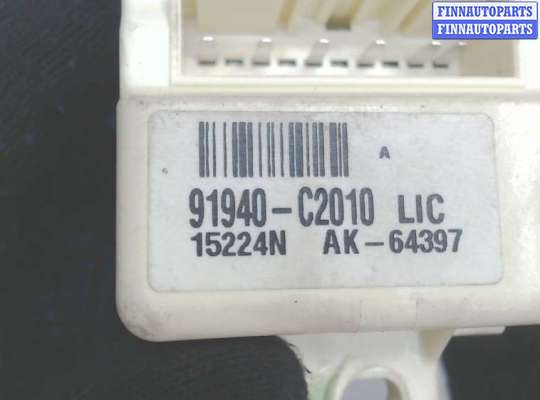 FINNAUTOPARTS
FINNAUTOPARTS
A
91940-C2010 LIC
15224N AK-64397